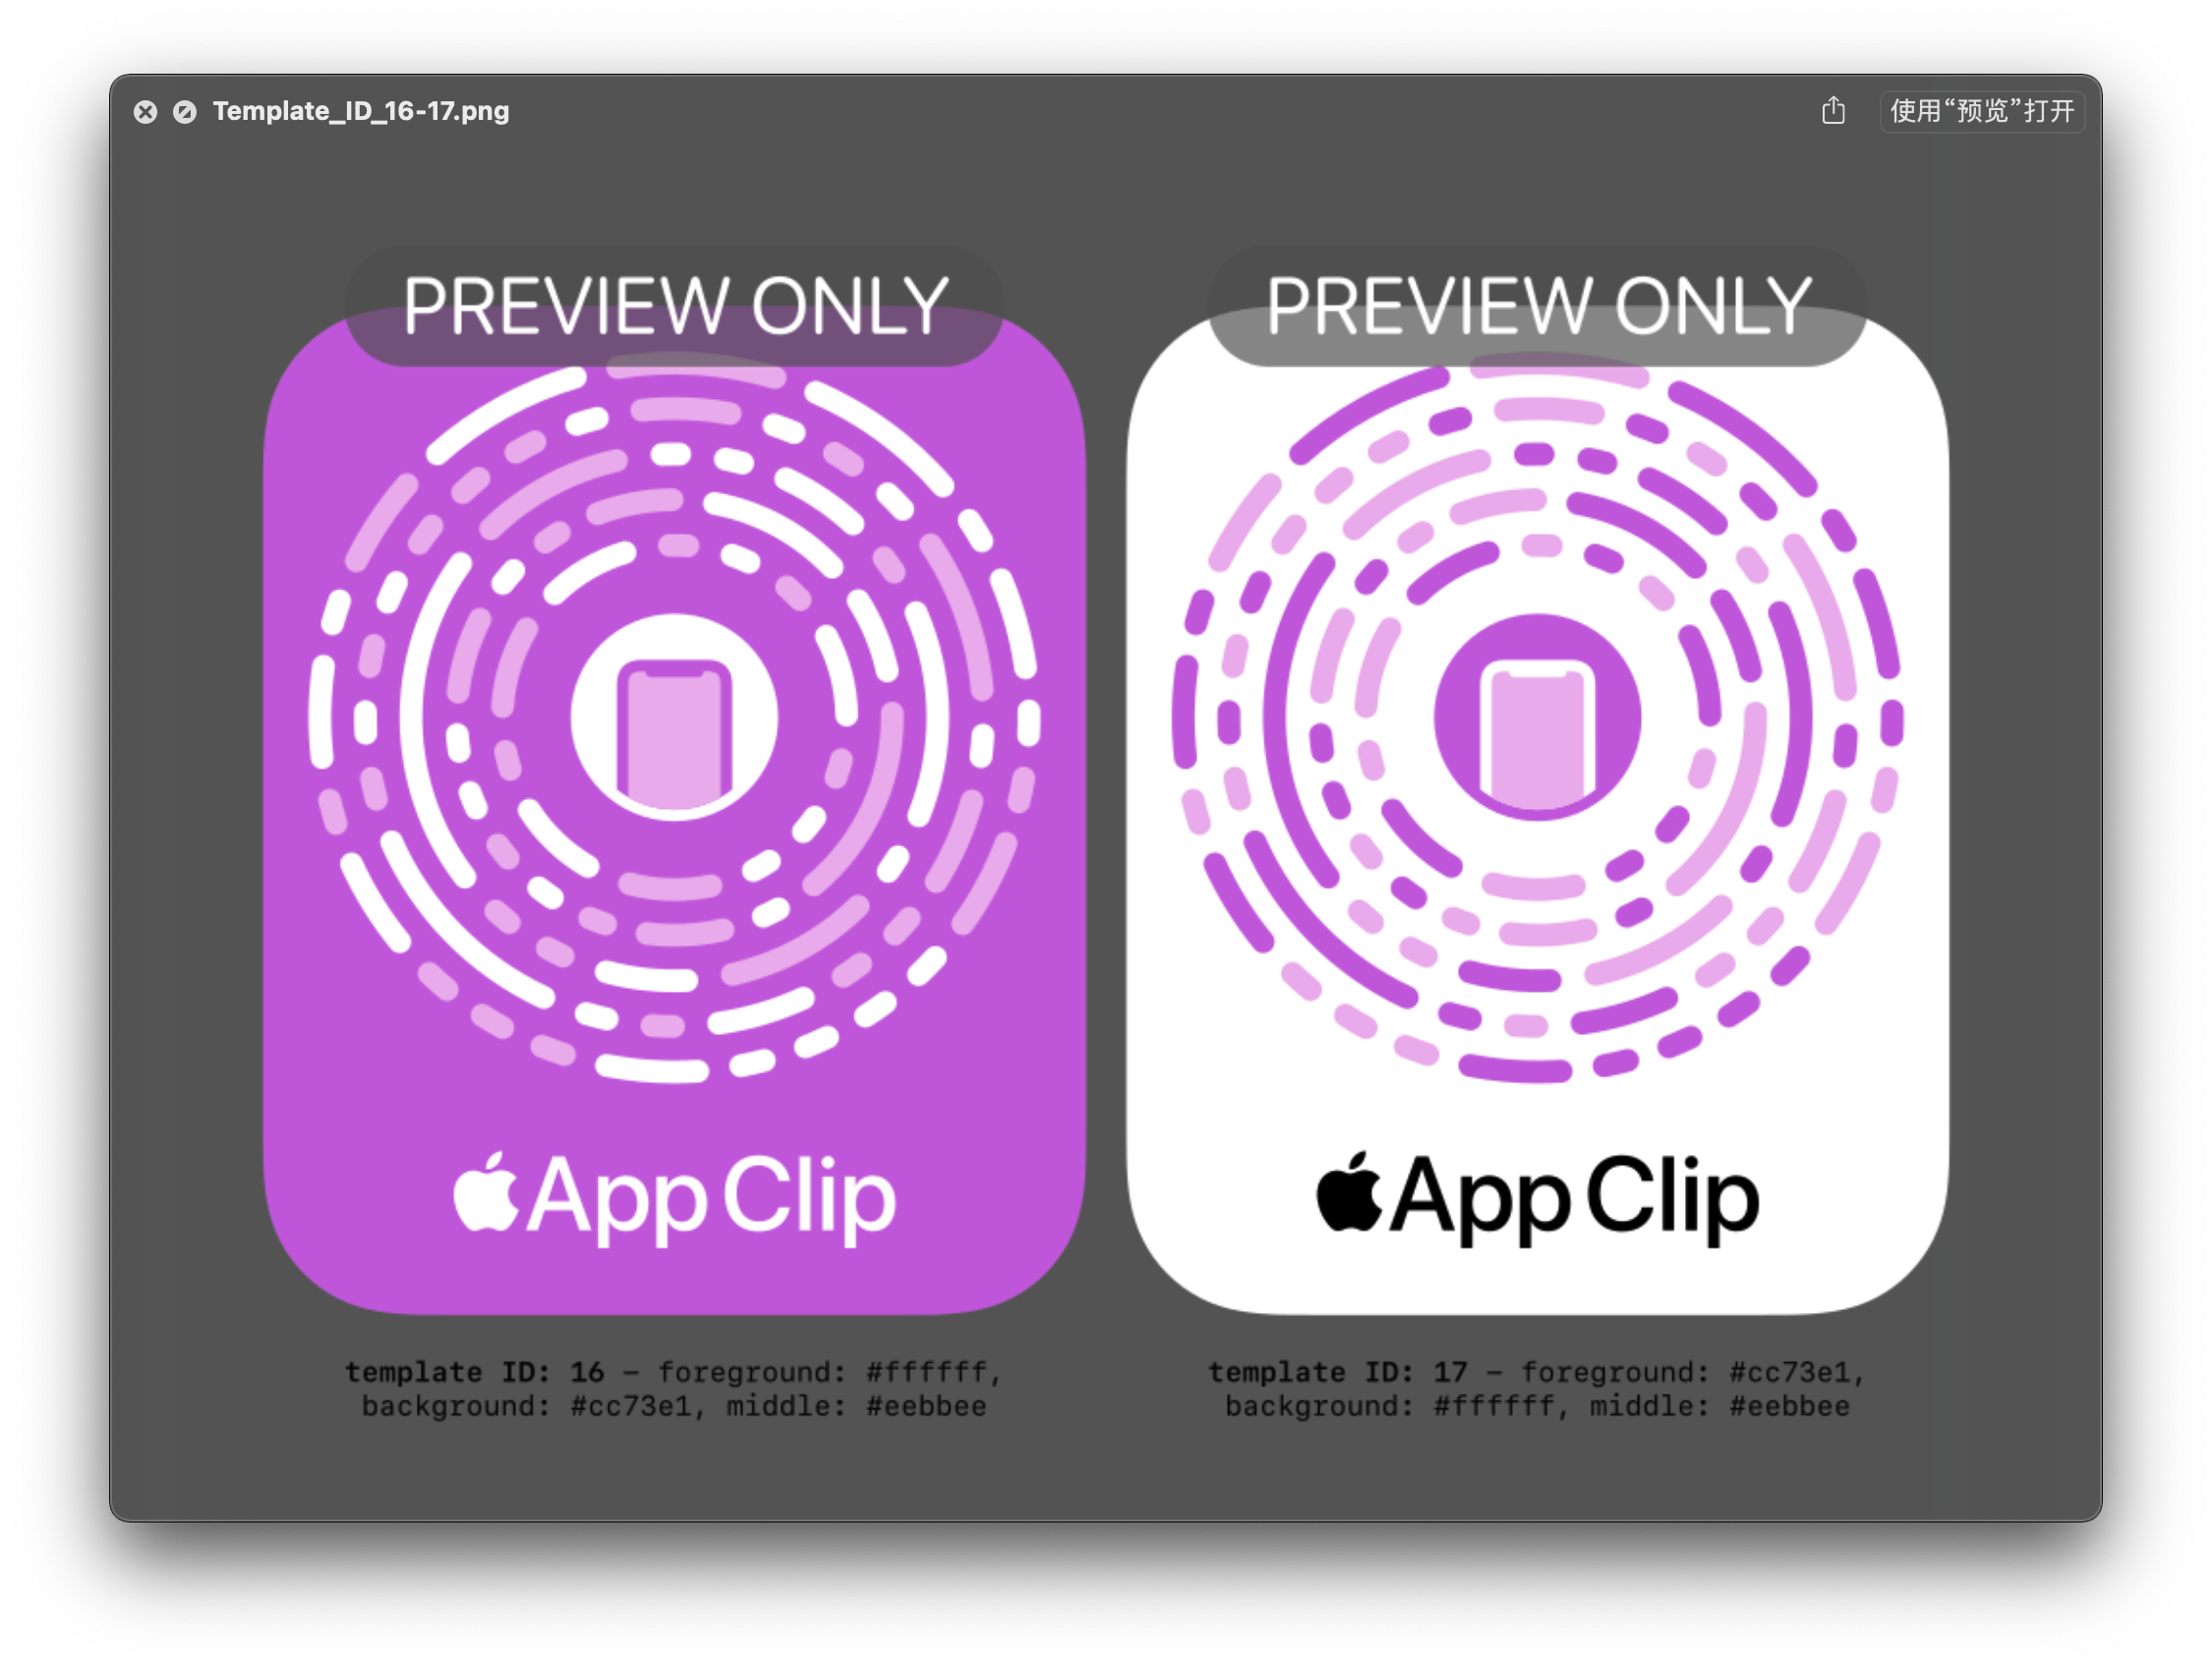 Template_ID_16-17.png
使用“预览”打开
PREVIEW ONLY
PREVIEW ONLY
App Clip
App Clip
template ID: 16 – foreground: #ffffff,
background: #cc73e1, middle: #eebbee
template ID: 17 – foreground: #cc73e1,
background: #ffffff, middle: #eebbee